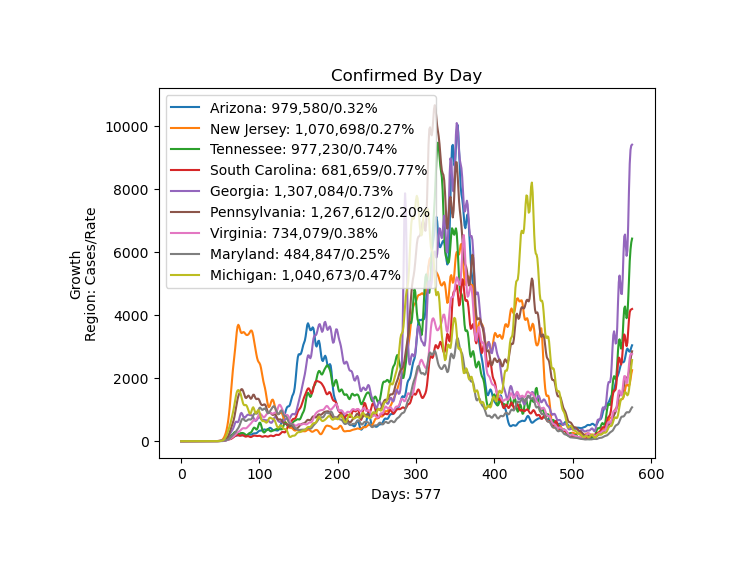 Confirmed By Day
Arizona: 979,580/0.32%
New Jersey: 1,070,698/0.27%
Tennessee: 977,230/0.74%
South Carolina: 681,659/0.77%
Georgia: 1,307,084/0.73%
Pennsylvania: 1,267,612/0.20%
Virginia: 734,079/0.38%
Maryland: 484,847/0.25%
Michigan: 1,040,673/0.47%
10000
8000
6000
4000
2000
0
Growth
Region: Cases/Rate
0 100 200 300 400 500 600
Days: 577